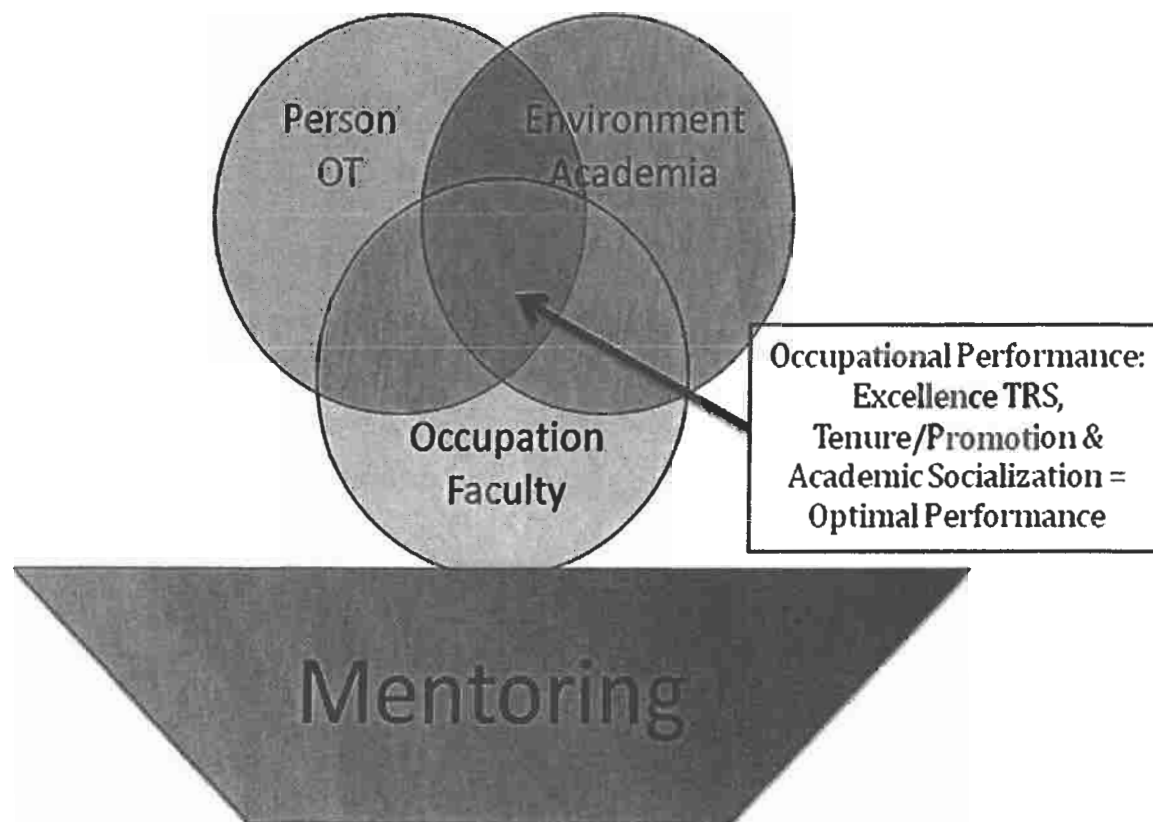 Person
OT
Environment
Academia
Occupation
Faculty
Occupational Performance:
Excellence TRS,
Tenure/Promotion &
Academic Socialization =
Optimal Performance
Mentoring